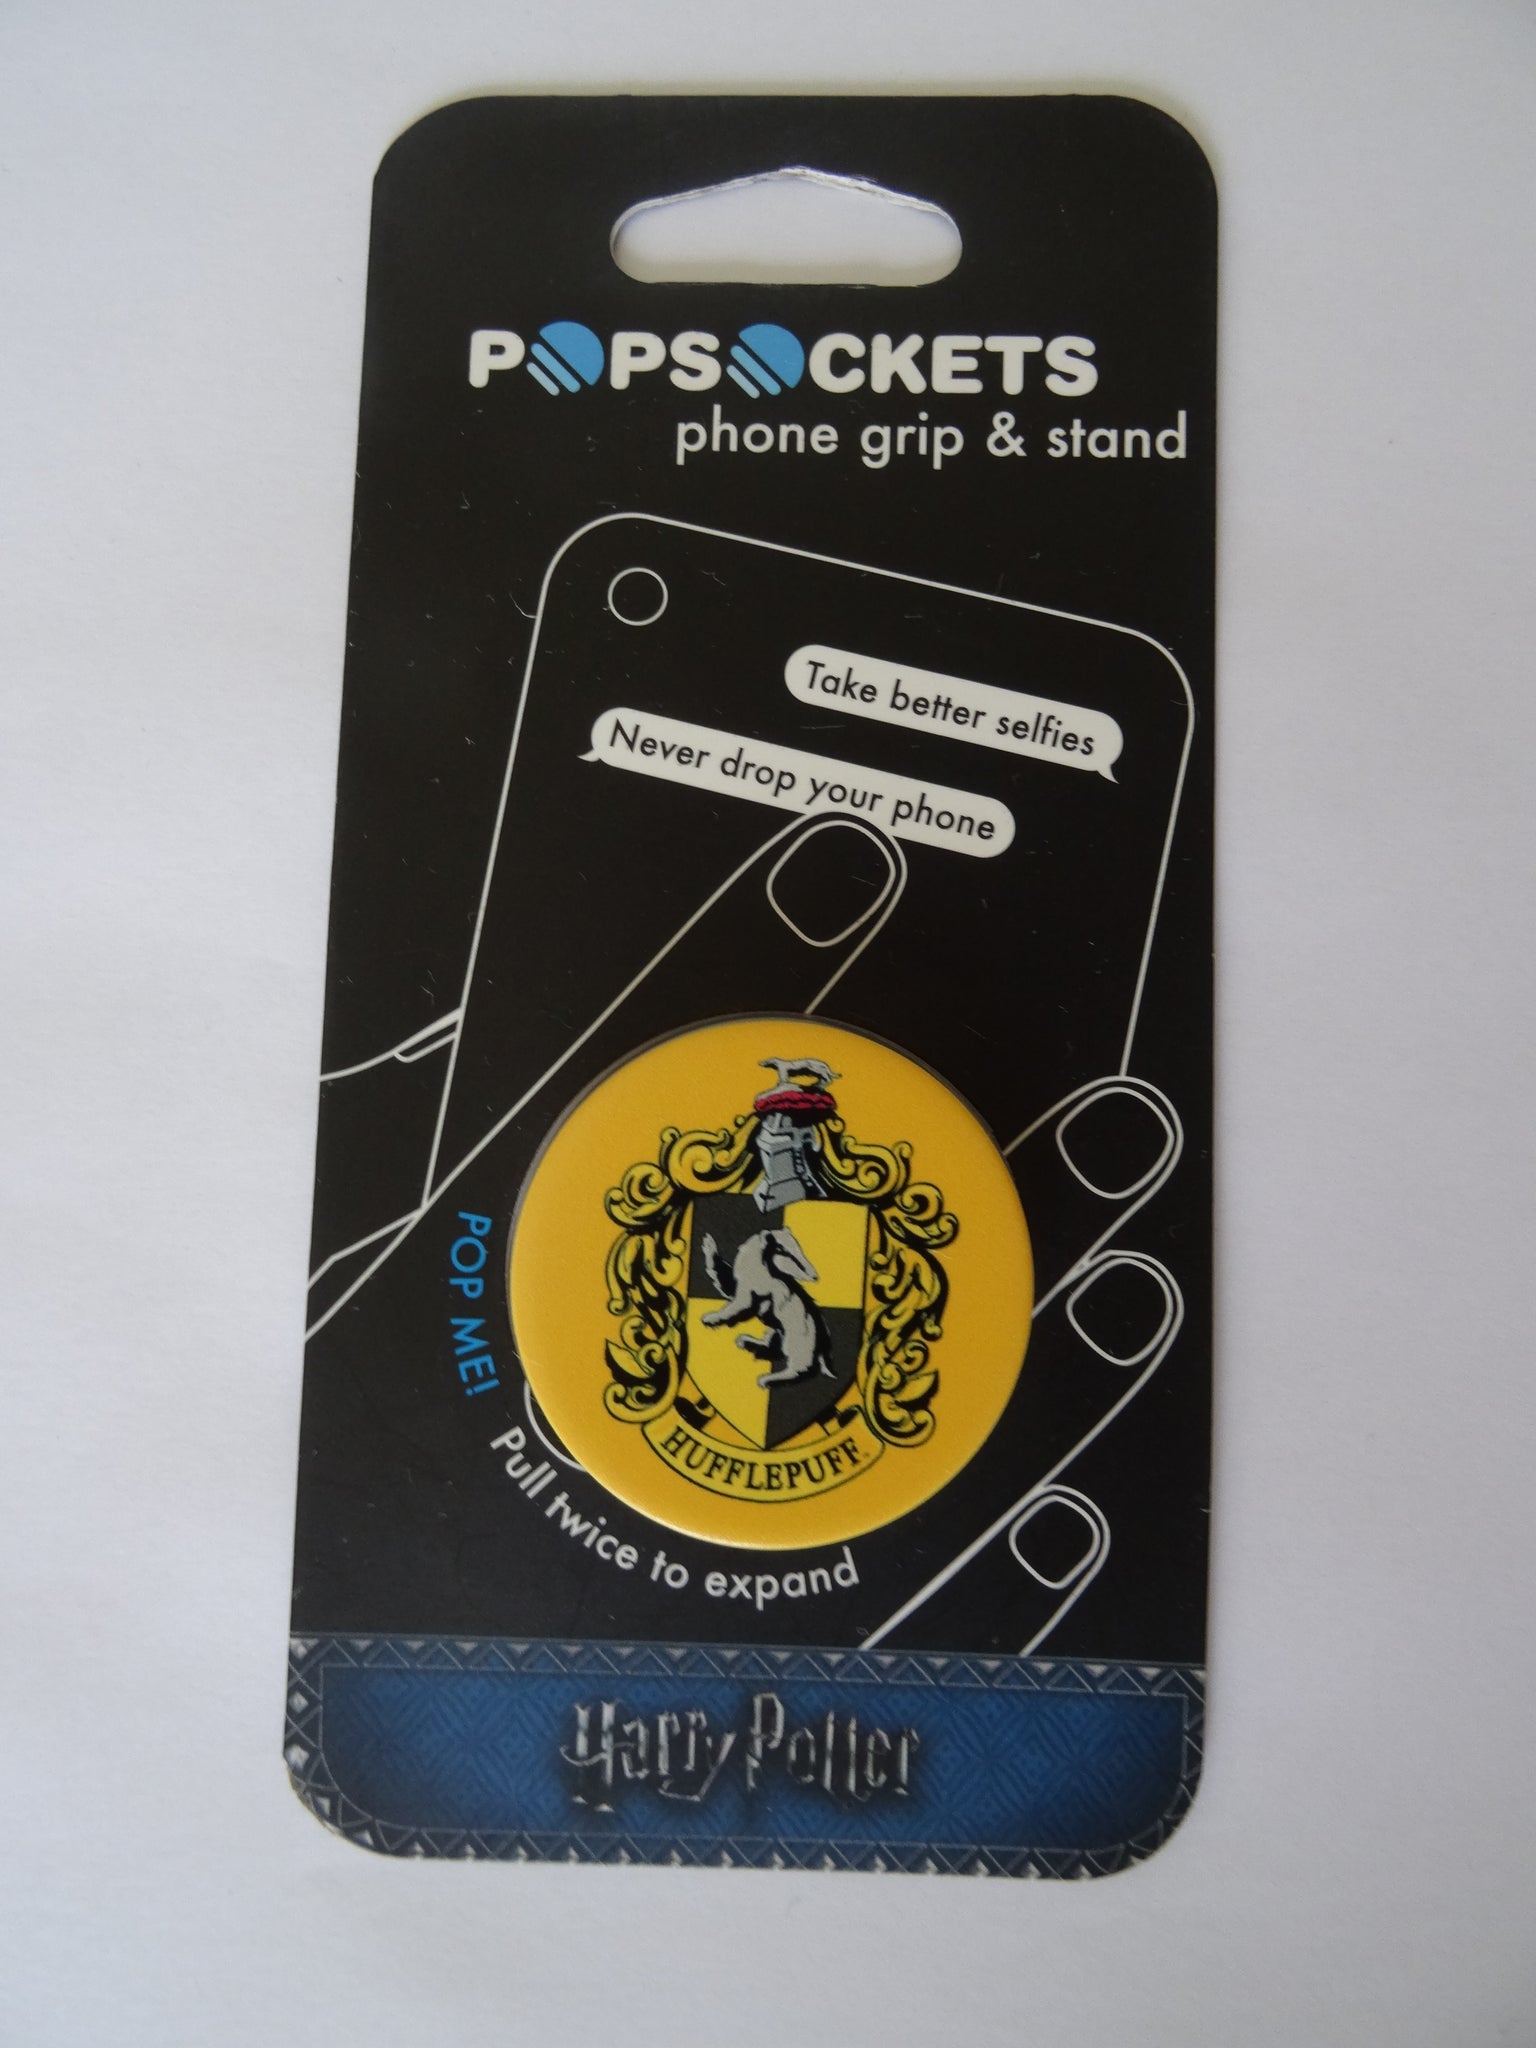 POPSOCKETS
phone grip & stand
Take better selfies
Never drop your phone
POP ME!
Pull twice to expand
HUFFLEPUFF
Harry Potter